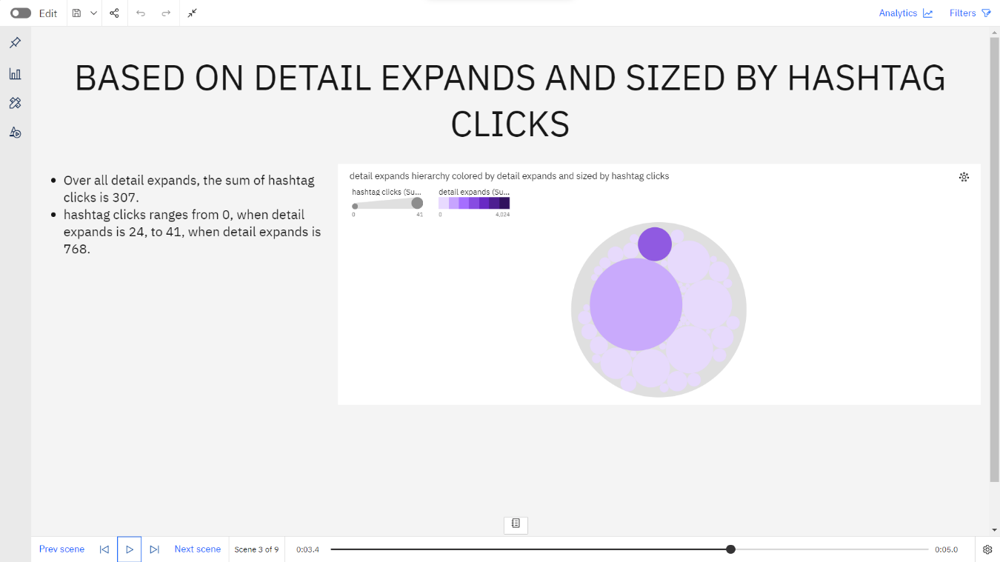 Edit
Analytics
Filters
BASED ON DETAIL EXPANDS AND SIZED BY HASHTAG
CLICKS
Over all detail expands, the sum of hashtag
clicks is 307.
hashtag clicks ranges from 0, when detail
expands is 24, to 41, when detail expands is
768.
detail expands hierarchy colored by detail expands and sized by hashtag clicks
hashtag clicks (Su...
detail expands (Su...
0
41
0
4,024
Prev scene
Next scene
Scene 3 of 9
0:03.4
0:05.0